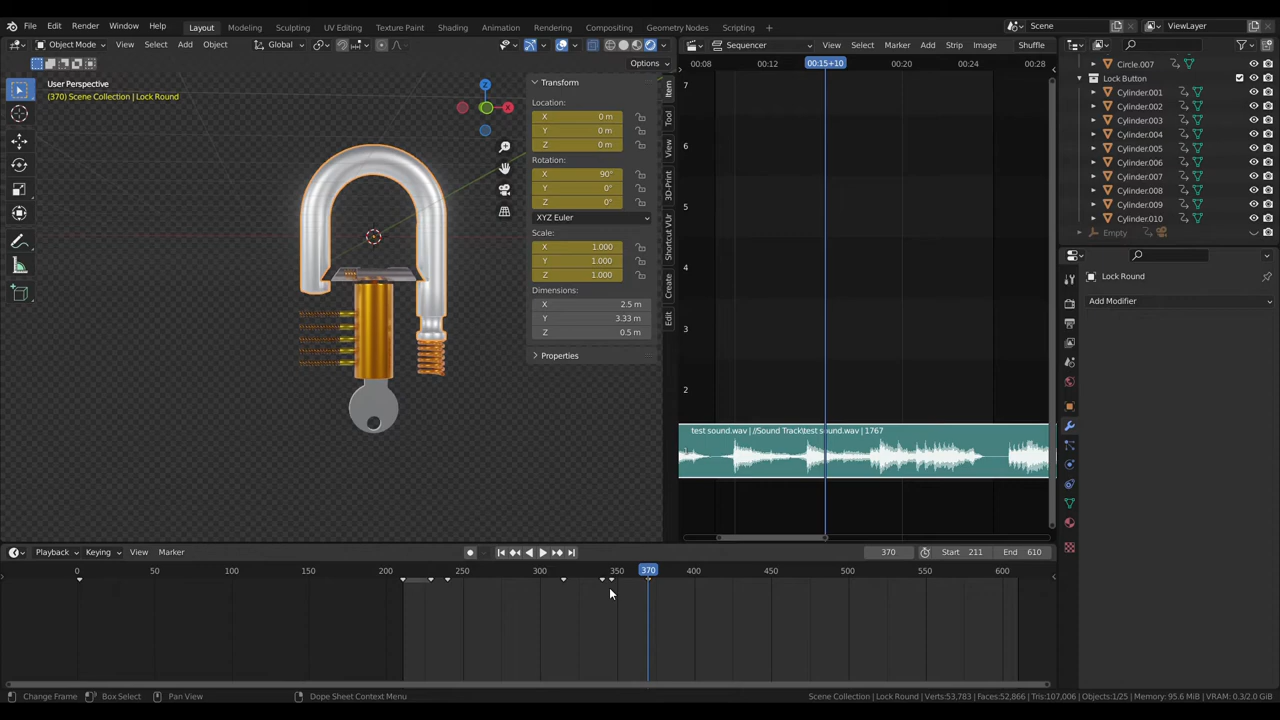 File Edit Render Window Help Layout Modeling Sculpting UV Editing Texture Paint Shading Animation Rendering Compositing Geometry Nodes Scripting + Scene ViewLayer
Object Mode View Select Add Object Global
Sequencer View Select Marker Add Strip Image Shuffle
Options
User Perspective
(370) Scene Collection | Lock Round
Z
X
Transform
Location:
X 0 m
Y 0 m
Z 0 m
Rotation:
X 90°
Y 0°
Z 0°
XYZ Euler
Scale:
X 1.000
Y 1.000
Z 1.000
Dimensions:
X 2.5 m
Y 3.33 m
Z 0.5 m
Properties
Item
Tool
View
3D-Print
Shortcut VUr
Create
Edit
00:08 00:12 00:15+10 00:20 00:24 00:28
7
6
5
4
3
2
test sound.wav | //Sound Track\test sound.wav | 1767
Circle.007
Lock Button
Cylinder.001
Cylinder.002
Cylinder.003
Cylinder.004
Cylinder.005
Cylinder.006
Cylinder.007
Cylinder.008
Cylinder.009
Cylinder.010
Empty
Lock Round
Add Modifier
Playback Keying View Marker 370 Start 211 End 610
0 50 100 150 200 250 300 350 370 400 450 500 550 600
Change Frame Box Select Pan View Dope Sheet Context Menu Scene Collection | Lock Round | Verts:53,783 | Faces:52,866 | Tris:107,006 | Objects:1/25 | Memory: 95.6 MiB | VRAM: 0.3/2.0 GiB